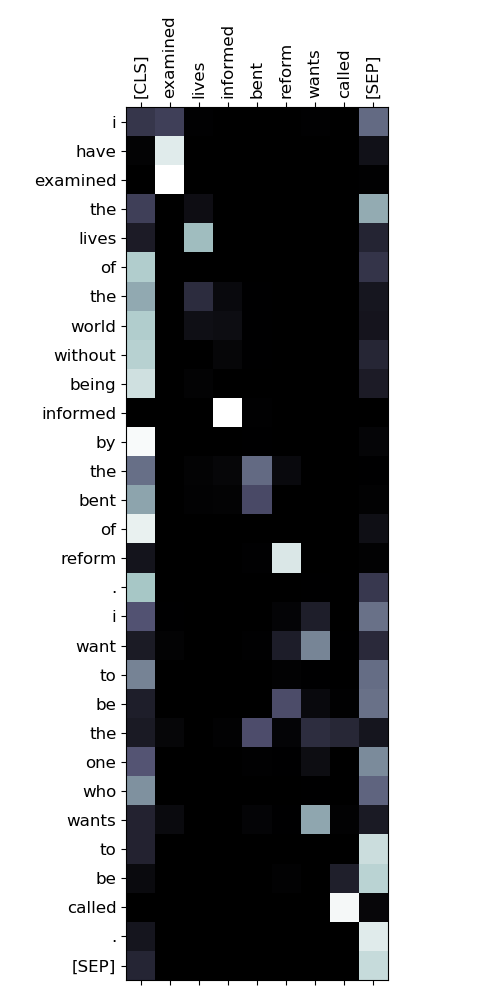 [CLS] examined lives informed bent reform wants called [SEP]
i
have
examined
the
lives
of
the
world
without
being
informed
by
the
bent
of
reform
.
i
want
to
be
the
one
who
wants
to
be
called
.
[SEP]